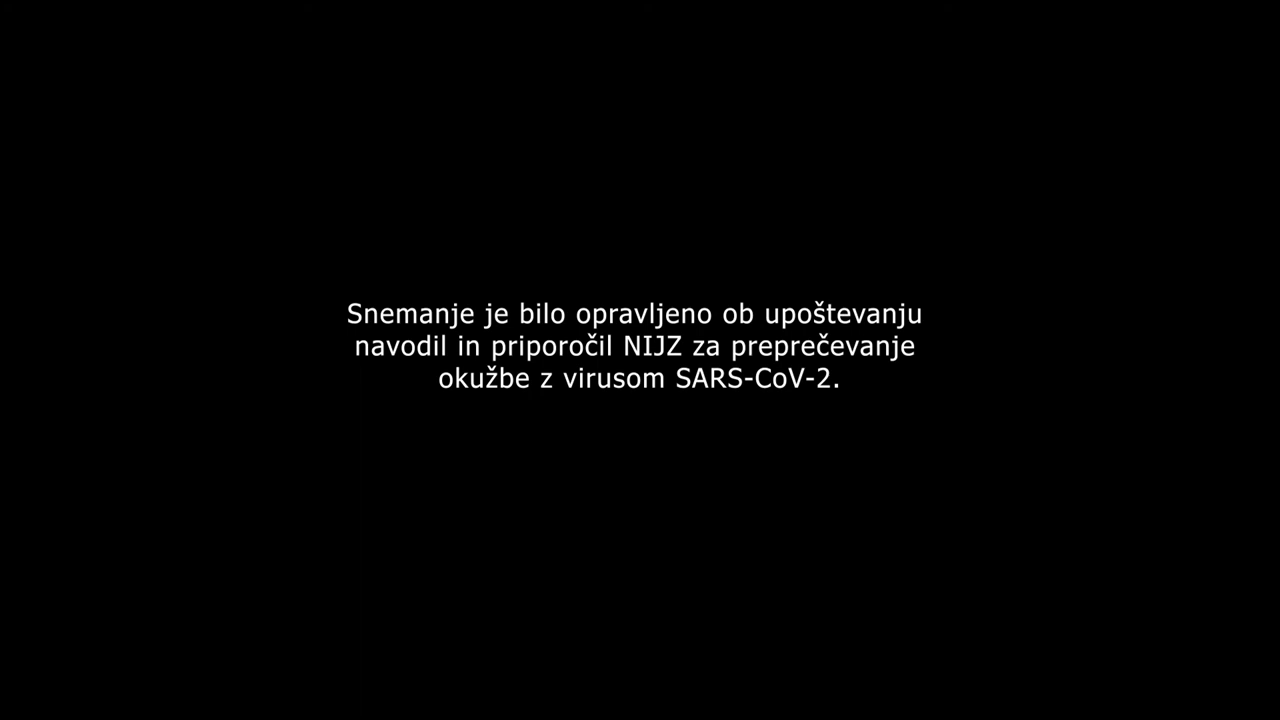 Snemanje je bilo opravljeno ob upoštevanju
navodil in priporočil NIJZ za preprečevanje
okužbe z virusom SARS-CoV-2.